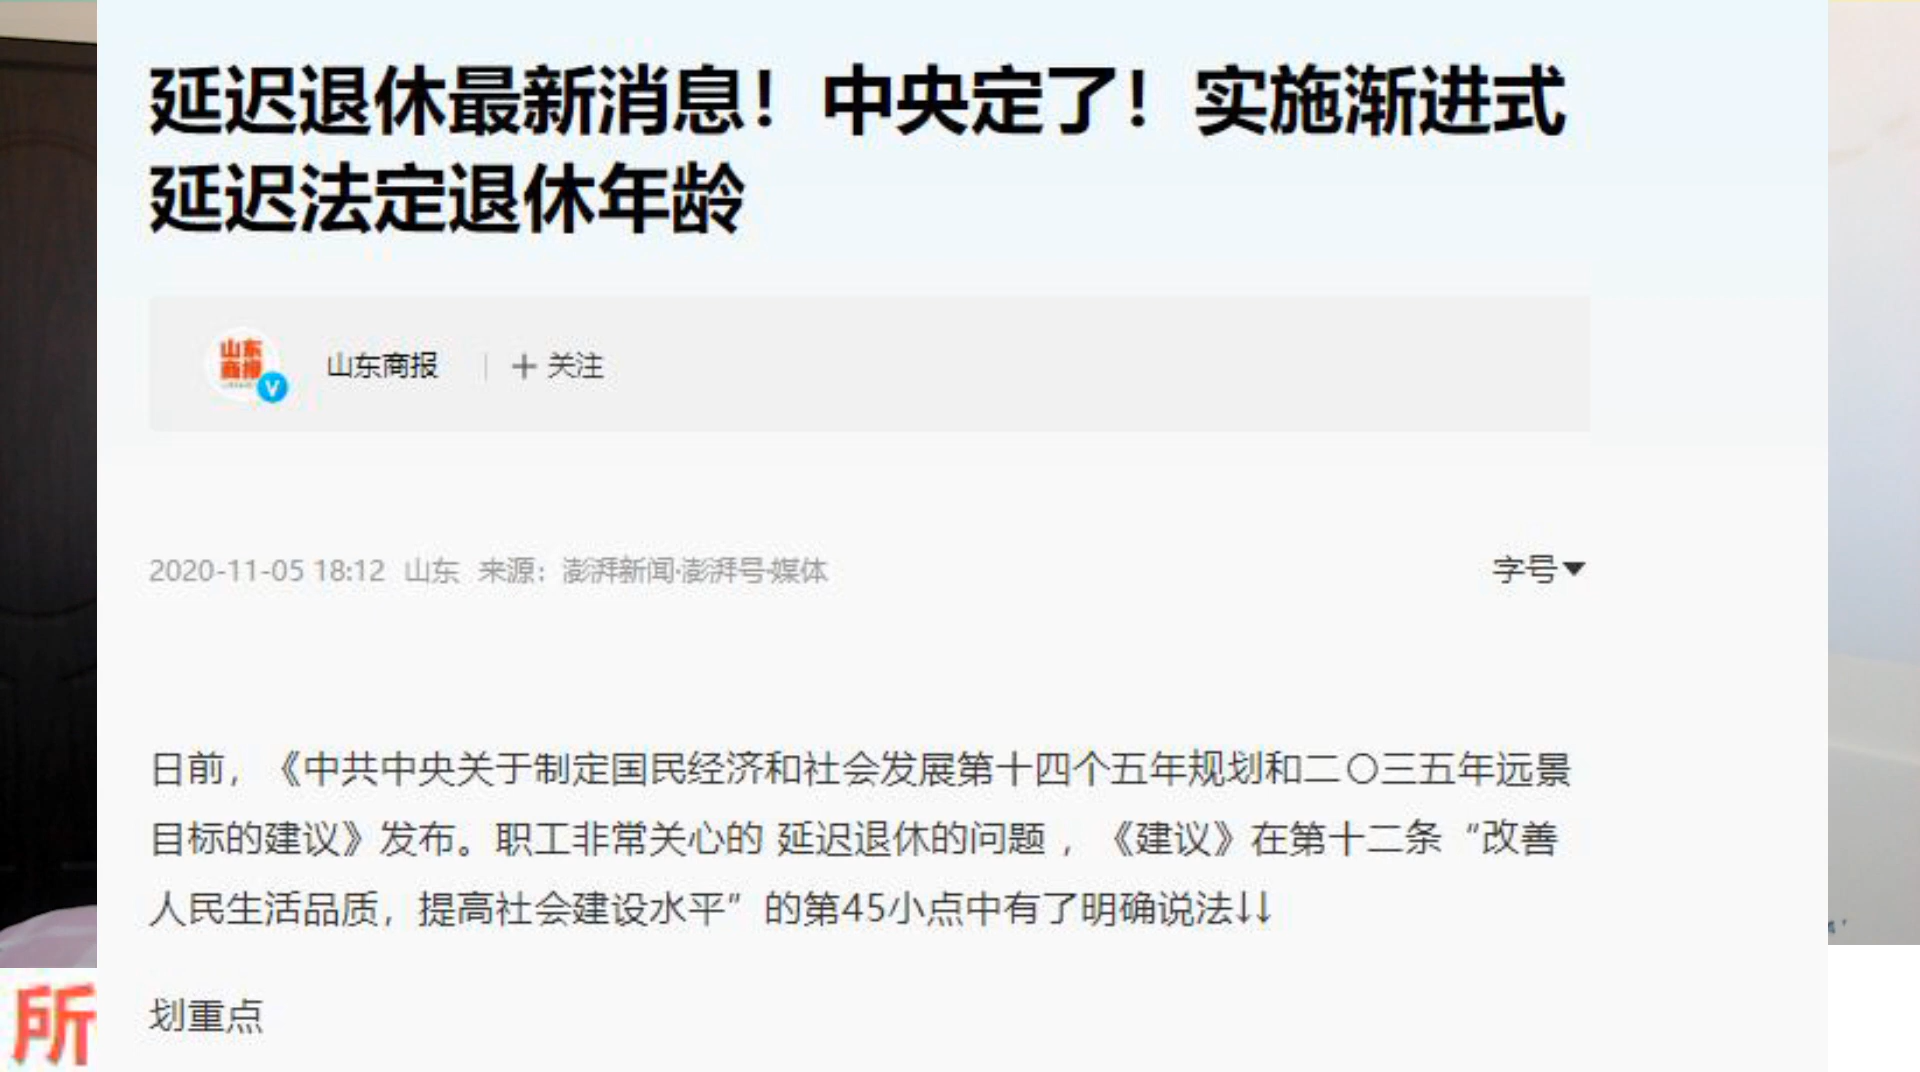 延迟退休最新消息！中央定了！实施渐进式
延迟法定退休年龄
山东
商报
山东商报 | + 关注
2020-11-05 18:12 山东 来源：澎湃新闻·澎湃号·媒体
字号
日前，《中共中央关于制定国民经济和社会发展第十四个五年规划和二〇三五年远景
目标的建议》发布。职工非常关心的 延迟退休的问题 ，《建议》在第十二条“改善
人民生活品质，提高社会建设水平”的第45小点中有了明确说法↓↓
划重点
所